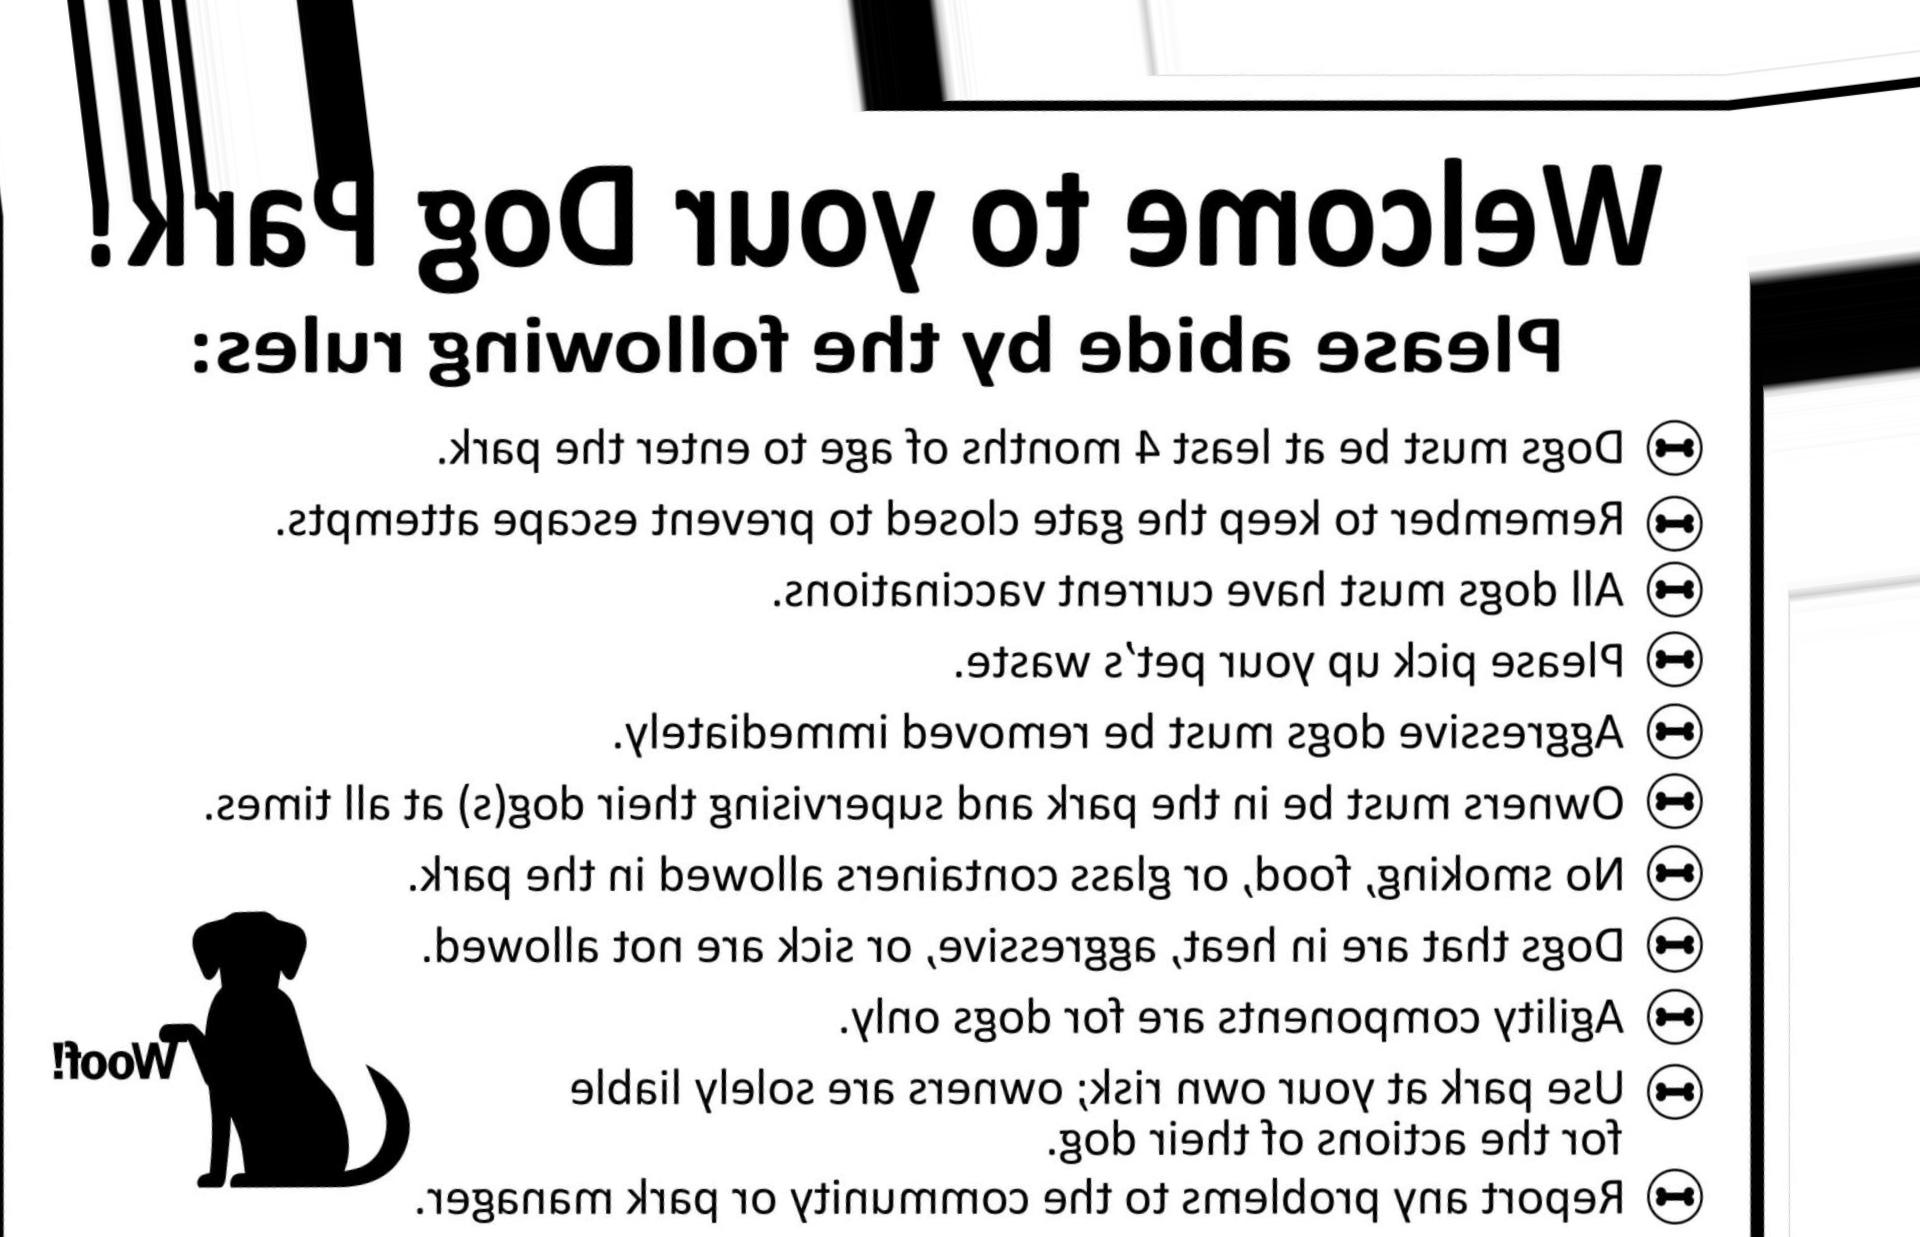 Welcome to your Dog Park!
Please abide by the following rules:
Dogs must be at least 4 months of age to enter the park.
Remember to keep the gate closed to prevent escape attempts.
All dogs must have current vaccinations.
Please pick up your pet's waste.
Aggressive dogs must be removed immediately.
Owners must be in the park and supervising their dog(s) at all times.
No smoking, food, or glass containers allowed in the park.
Dogs that are in heat, aggressive, or sick are not allowed.
Agility components are for dogs only.
Use park at your own risk; owners are solely liable
for the actions of their dog.
Report any problems to the community or park manager.
Woof!